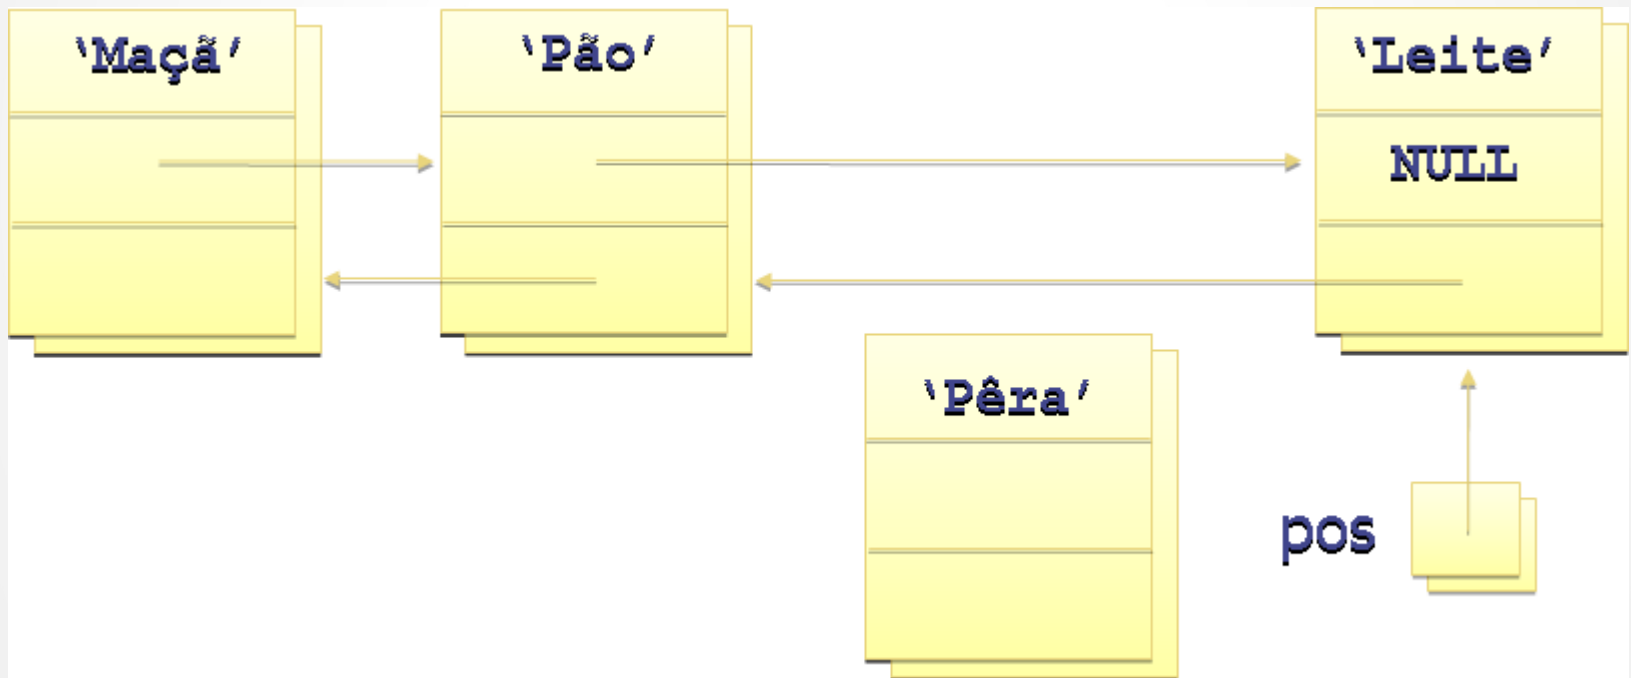 ‛Maçã’
‛Pão’
‛Leite’
NULL
‛Pêra’
pos